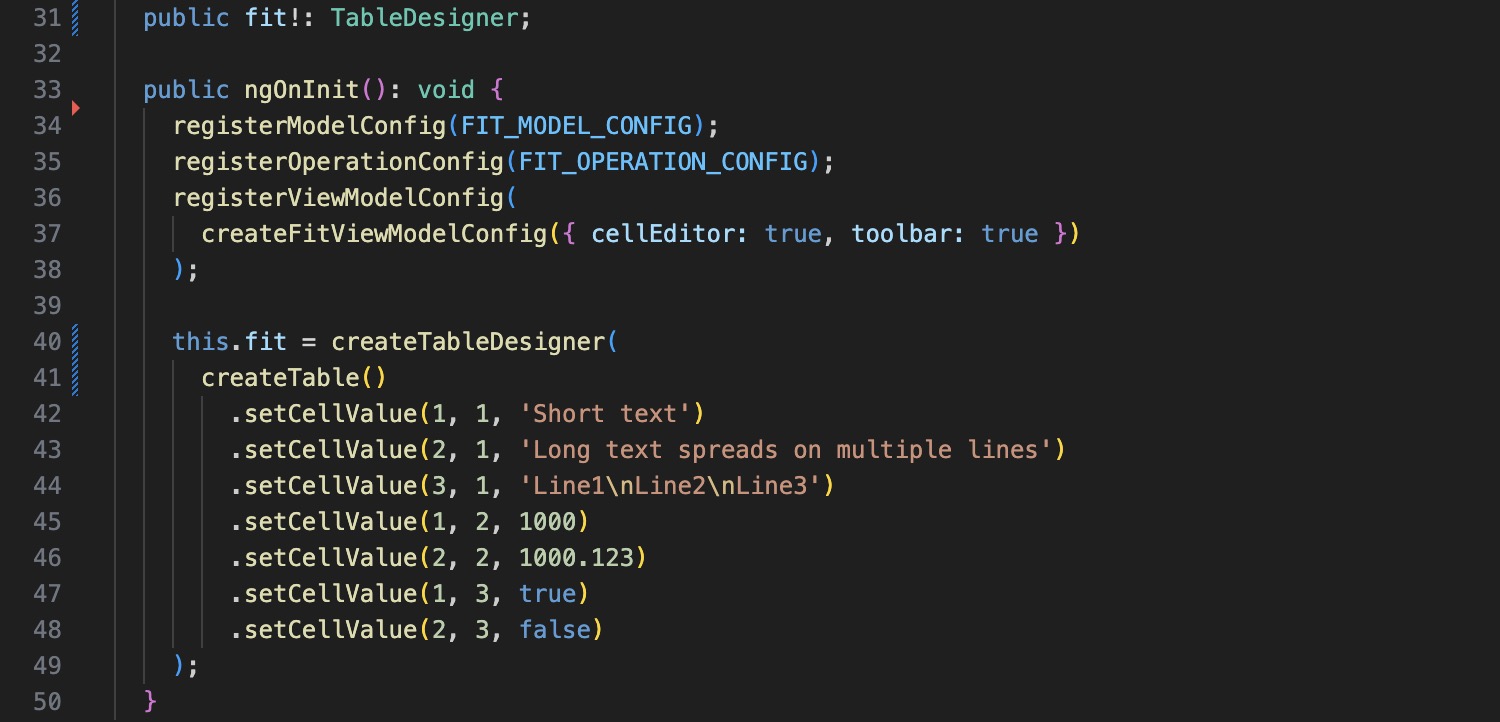 31 public fit!: TableDesigner;
32
33 public ngOnInit(): void {
34 registerModelConfig(FIT_MODEL_CONFIG);
35 registerOperationConfig(FIT_OPERATION_CONFIG);
36 registerViewModelConfig(
37 createFitViewModelConfig({ cellEditor: true, toolbar: true })
38 );
39
40 this.fit = createTableDesigner(
41 createTable()
42 .setCellValue(1, 1, 'Short text')
43 .setCellValue(2, 1, 'Long text spreads on multiple lines')
44 .setCellValue(3, 1, 'Line1\nLine2\nLine3')
45 .setCellValue(1, 2, 1000)
46 .setCellValue(2, 2, 1000.123)
47 .setCellValue(1, 3, true)
48 .setCellValue(2, 3, false)
49 );
50 }